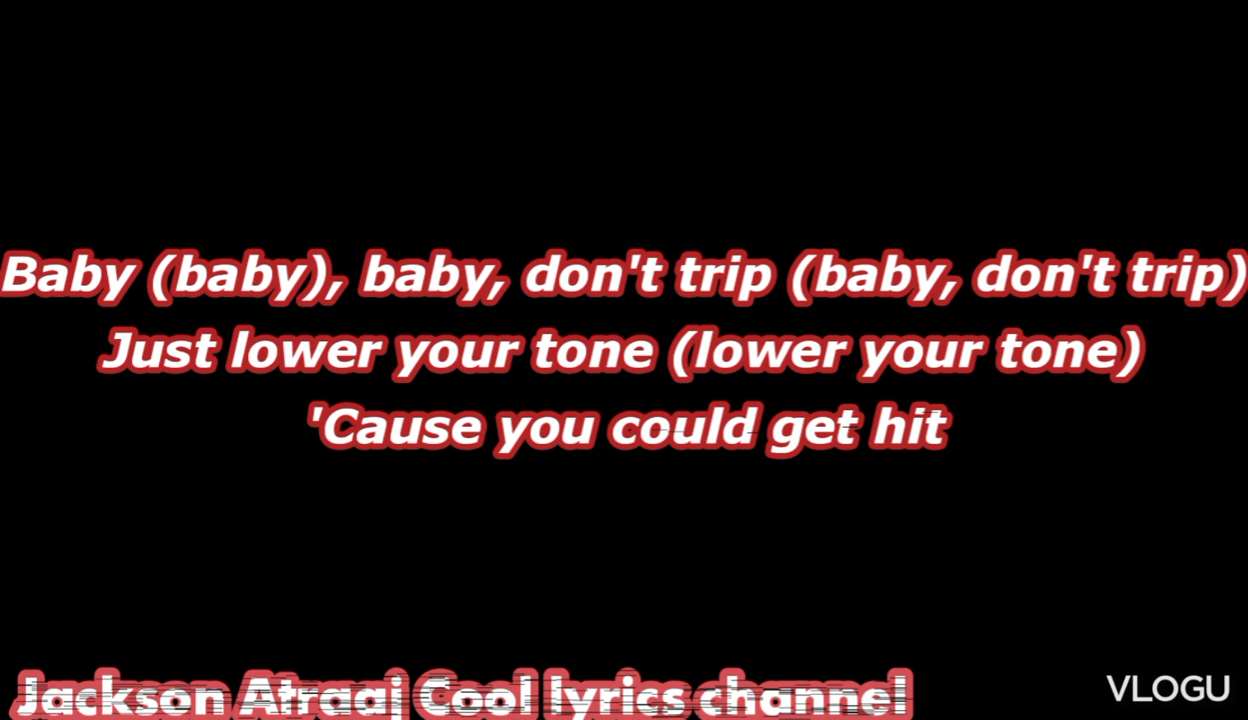 Baby (baby), baby, don't trip (baby, don't trip)
Just lower your tone (lower your tone)
'Cause you could get hit
Jackson Atraaj Cool lyrics channel
VLOGU